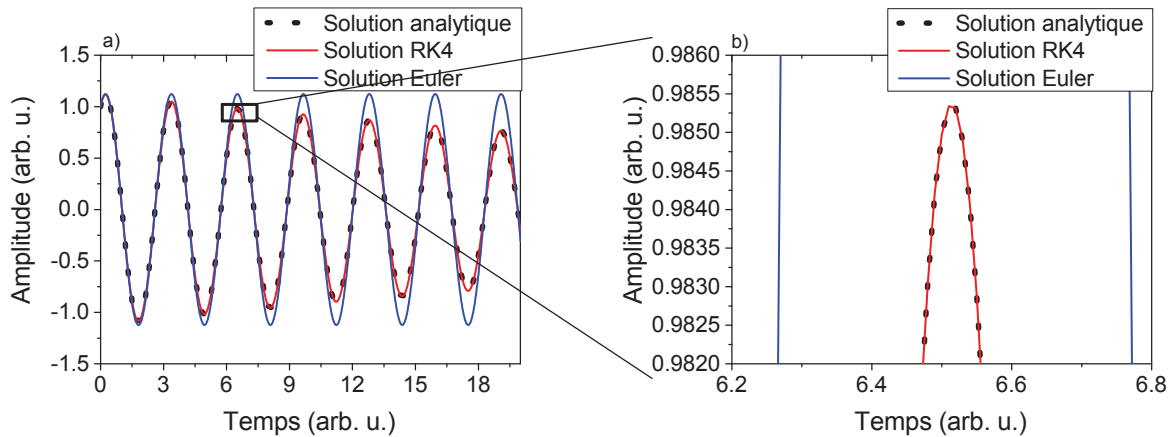 a)
Solution analytique
Solution RK4
Solution Euler
1.5
1.0
0.5
0.0
-0.5
-1.0
-1.5
Amplitude (arb. u.)
0 3 6 9 12 15 18
Temps (arb. u.)
b)
Solution analytique
Solution RK4
Solution Euler
0.9860
0.9855
0.9850
0.9845
0.9840
0.9835
0.9830
0.9825
0.9820
Amplitude (arb. u.)
6.2 6.4 6.6 6.8
Temps (arb. u.)